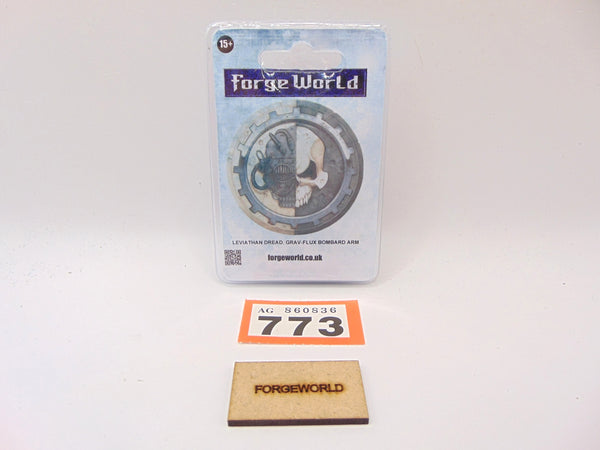 15+
Forge World
LEVIATHAN DREAD. GRAV-FLUX BOMBARD ARM
forgeworld.co.uk
AG 860836
773
FORGEWORLD